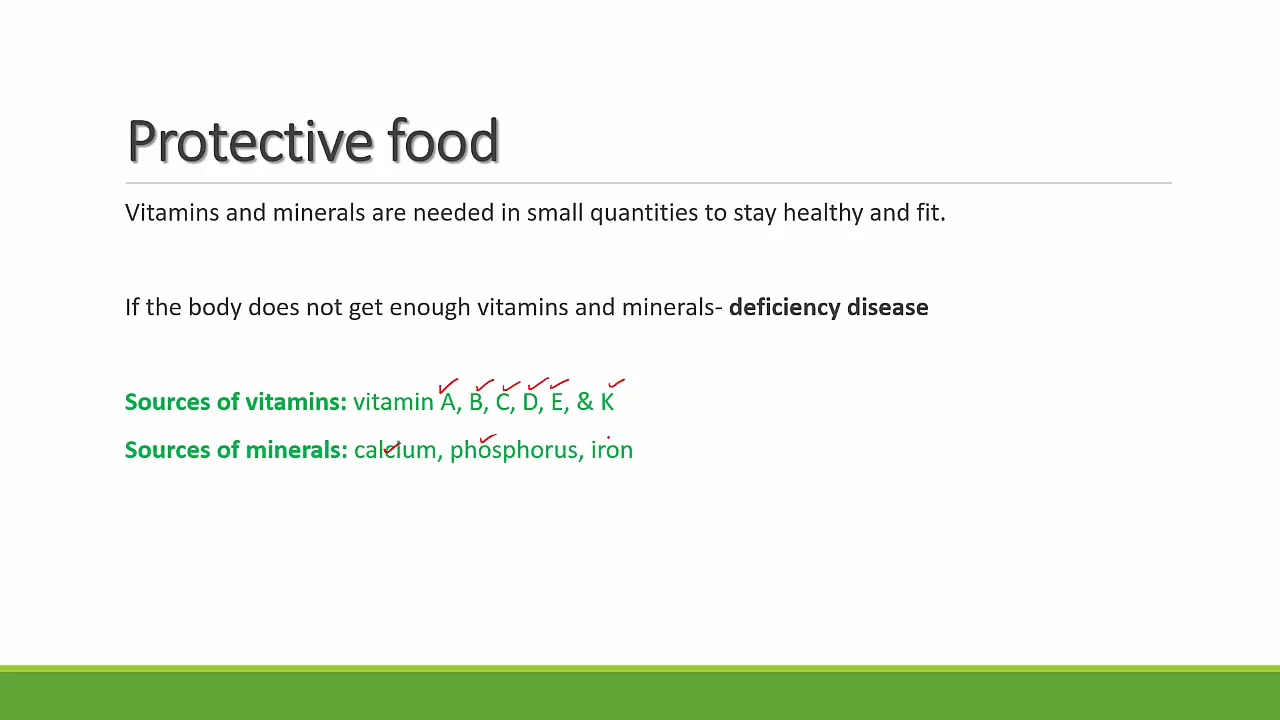 Protective food
Vitamins and minerals are needed in small quantities to stay healthy and fit.
If the body does not get enough vitamins and minerals- deficiency disease
Sources of vitamins: vitamin A, B, C, D, E, & K
Sources of minerals: calcium, phosphorus, iron